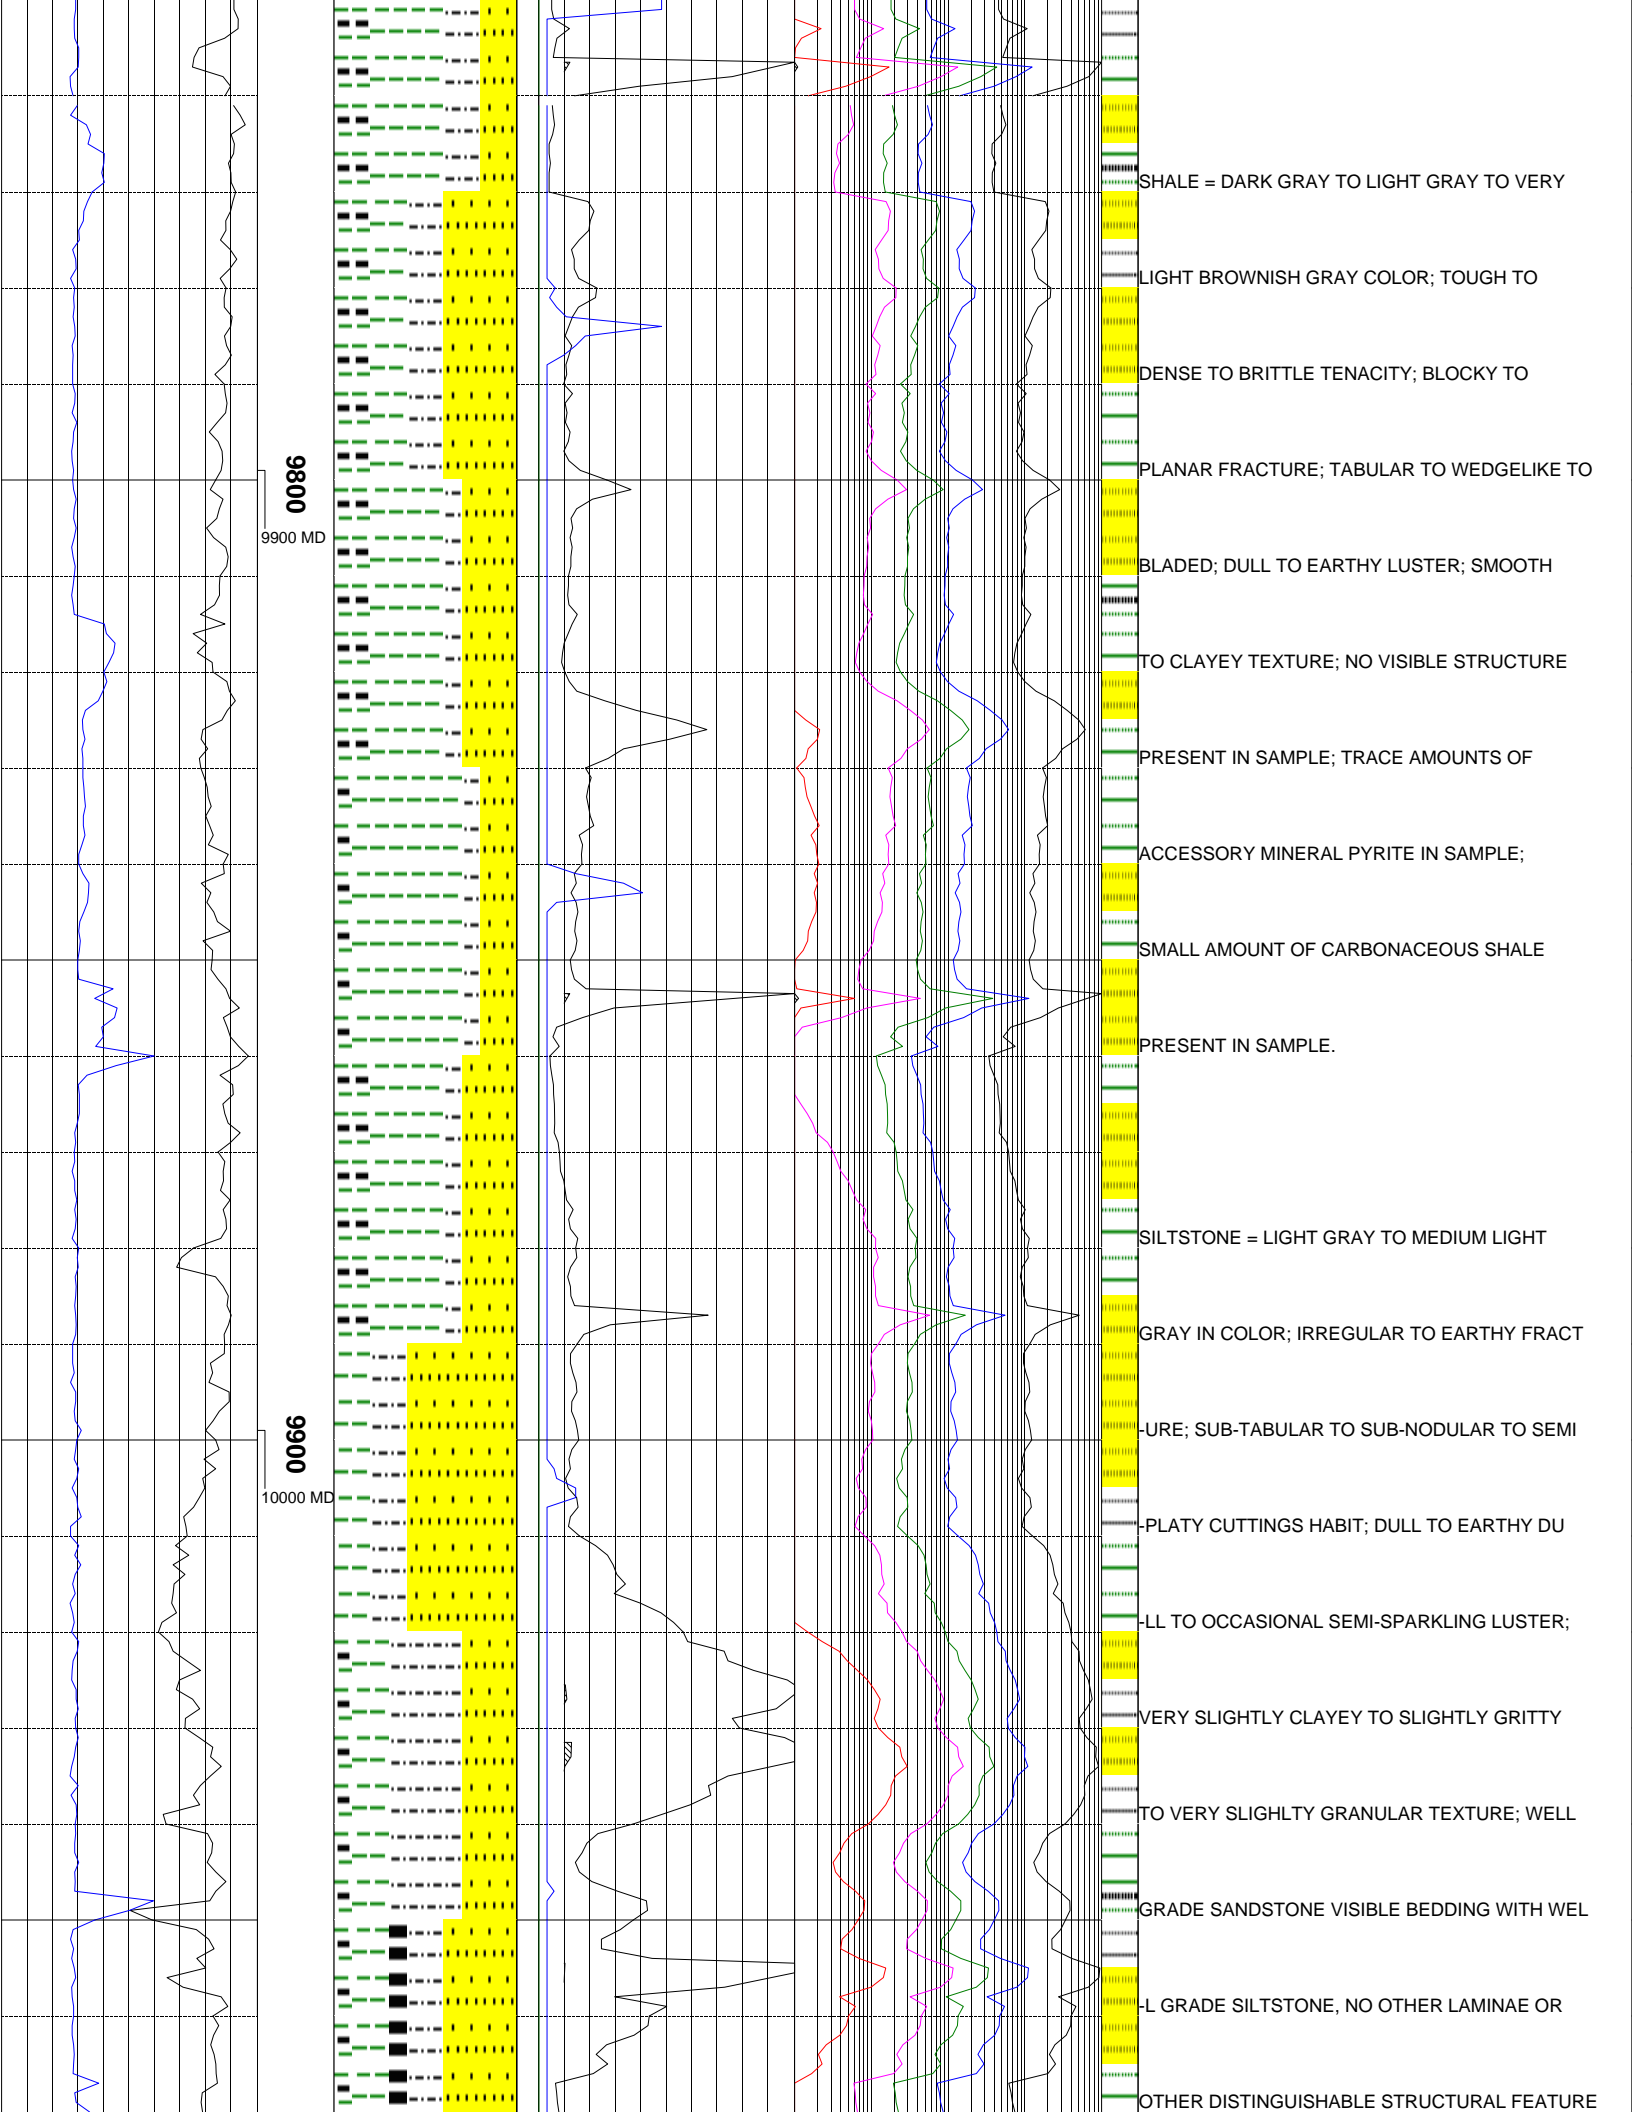 SHALE = DARK GRAY TO LIGHT GRAY TO VERY
LIGHT BROWNISH GRAY COLOR; TOUGH TO
DENSE TO BRITTLE TENACITY; BLOCKY TO
PLANAR FRACTURE; TABULAR TO WEDGELIKE TO
9800
9900 MD
BLADED; DULL TO EARTHY LUSTER; SMOOTH
TO CLAYEY TEXTURE; NO VISIBLE STRUCTURE
PRESENT IN SAMPLE; TRACE AMOUNTS OF
ACCESSORY MINERAL PYRITE IN SAMPLE;
SMALL AMOUNT OF CARBONACEOUS SHALE
PRESENT IN SAMPLE.
SILTSTONE = LIGHT GRAY TO MEDIUM LIGHT
GRAY IN COLOR; IRREGULAR TO EARTHY FRACT
-URE; SUB-TABULAR TO SUB-NODULAR TO SEMI
9900
10000 MD
-PLATY CUTTINGS HABIT; DULL TO EARTHY DU
-LL TO OCCASIONAL SEMI-SPARKLING LUSTER;
VERY SLIGHTLY CLAYEY TO SLIGHTLY GRITTY
TO VERY SLIGHLTY GRANULAR TEXTURE; WELL
GRADE SANDSTONE VISIBLE BEDDING WITH WEL
-L GRADE SILTSTONE, NO OTHER LAMINAE OR
OTHER DISTINGUISHABLE STRUCTURAL FEATURE